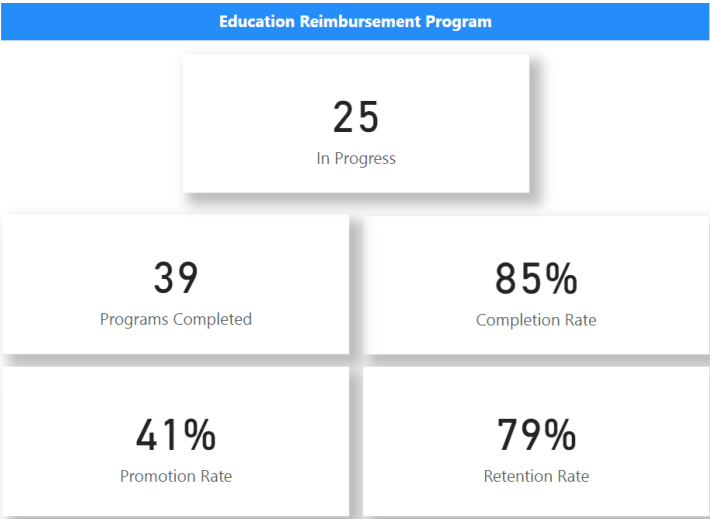 Education Reimbursement Program
25
In Progress
39
Programs Completed
85%
Completion Rate
41%
Promotion Rate
79%
Retention Rate